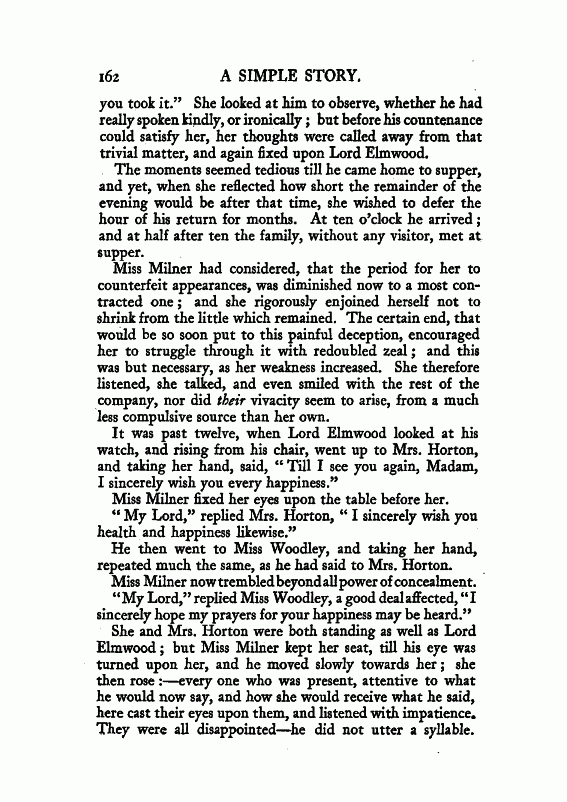 162 A SIMPLE STORY.
you took it.” She looked at him to observe, whether he had
really spoken kindly, or ironically ; but before his countenance
could satisfy her, her thoughts were called away from that
trivial matter, and again fixed upon Lord Elmwood.
The moments seemed tedious till he came home to supper,
and yet, when she reflected how short the remainder of the
evening would be after that time, she wished to defer the
hour of his return for months. At ten o’clock he arrived ;
and at half after ten the family, without any visitor, met at
supper.
Miss Milner had considered, that the period for her to
counterfeit appearances, was diminished now to a most con-
tracted one ; and she rigorously enjoined herself not to
shrink from the little which remained. The certain end, that
would be so soon put to this painful deception, encouraged
her to struggle through it with redoubled zeal ; and this
was but necessary, as her weakness increased. She therefore
listened, she talked, and even smiled with the rest of the
company, nor did their vivacity seem to arise, from a much
less compulsive source than her own.
It was past twelve, when Lord Elmwood looked at his
watch, and rising from his chair, went up to Mrs. Horton,
and taking her hand, said, “ Till I see you again, Madam,
I sincerely wish you every happiness.”
Miss Milner fixed her eyes upon the table before her.
“ My Lord,” replied Mrs. Horton, “ I sincerely wish you
health and happiness likewise.”
He then went to Miss Woodley, and taking her hand,
repeated much the same, as he had said to Mrs. Horton.
Miss Milner now trembled beyond all power of concealment.
“My Lord,” replied Miss Woodley, a good deal affected, “I
sincerely hope my prayers for your happiness may be heard.”
She and Mrs. Horton were both standing as well as Lord
Elmwood ; but Miss Milner kept her seat, till his eye was
turned upon her, and he moved slowly towards her ; she
then rose :—every one who was present, attentive to what
he would now say, and how she would receive what he said,
here cast their eyes upon them, and listened with impatience.
They were all disappointed—he did not utter a syllable.